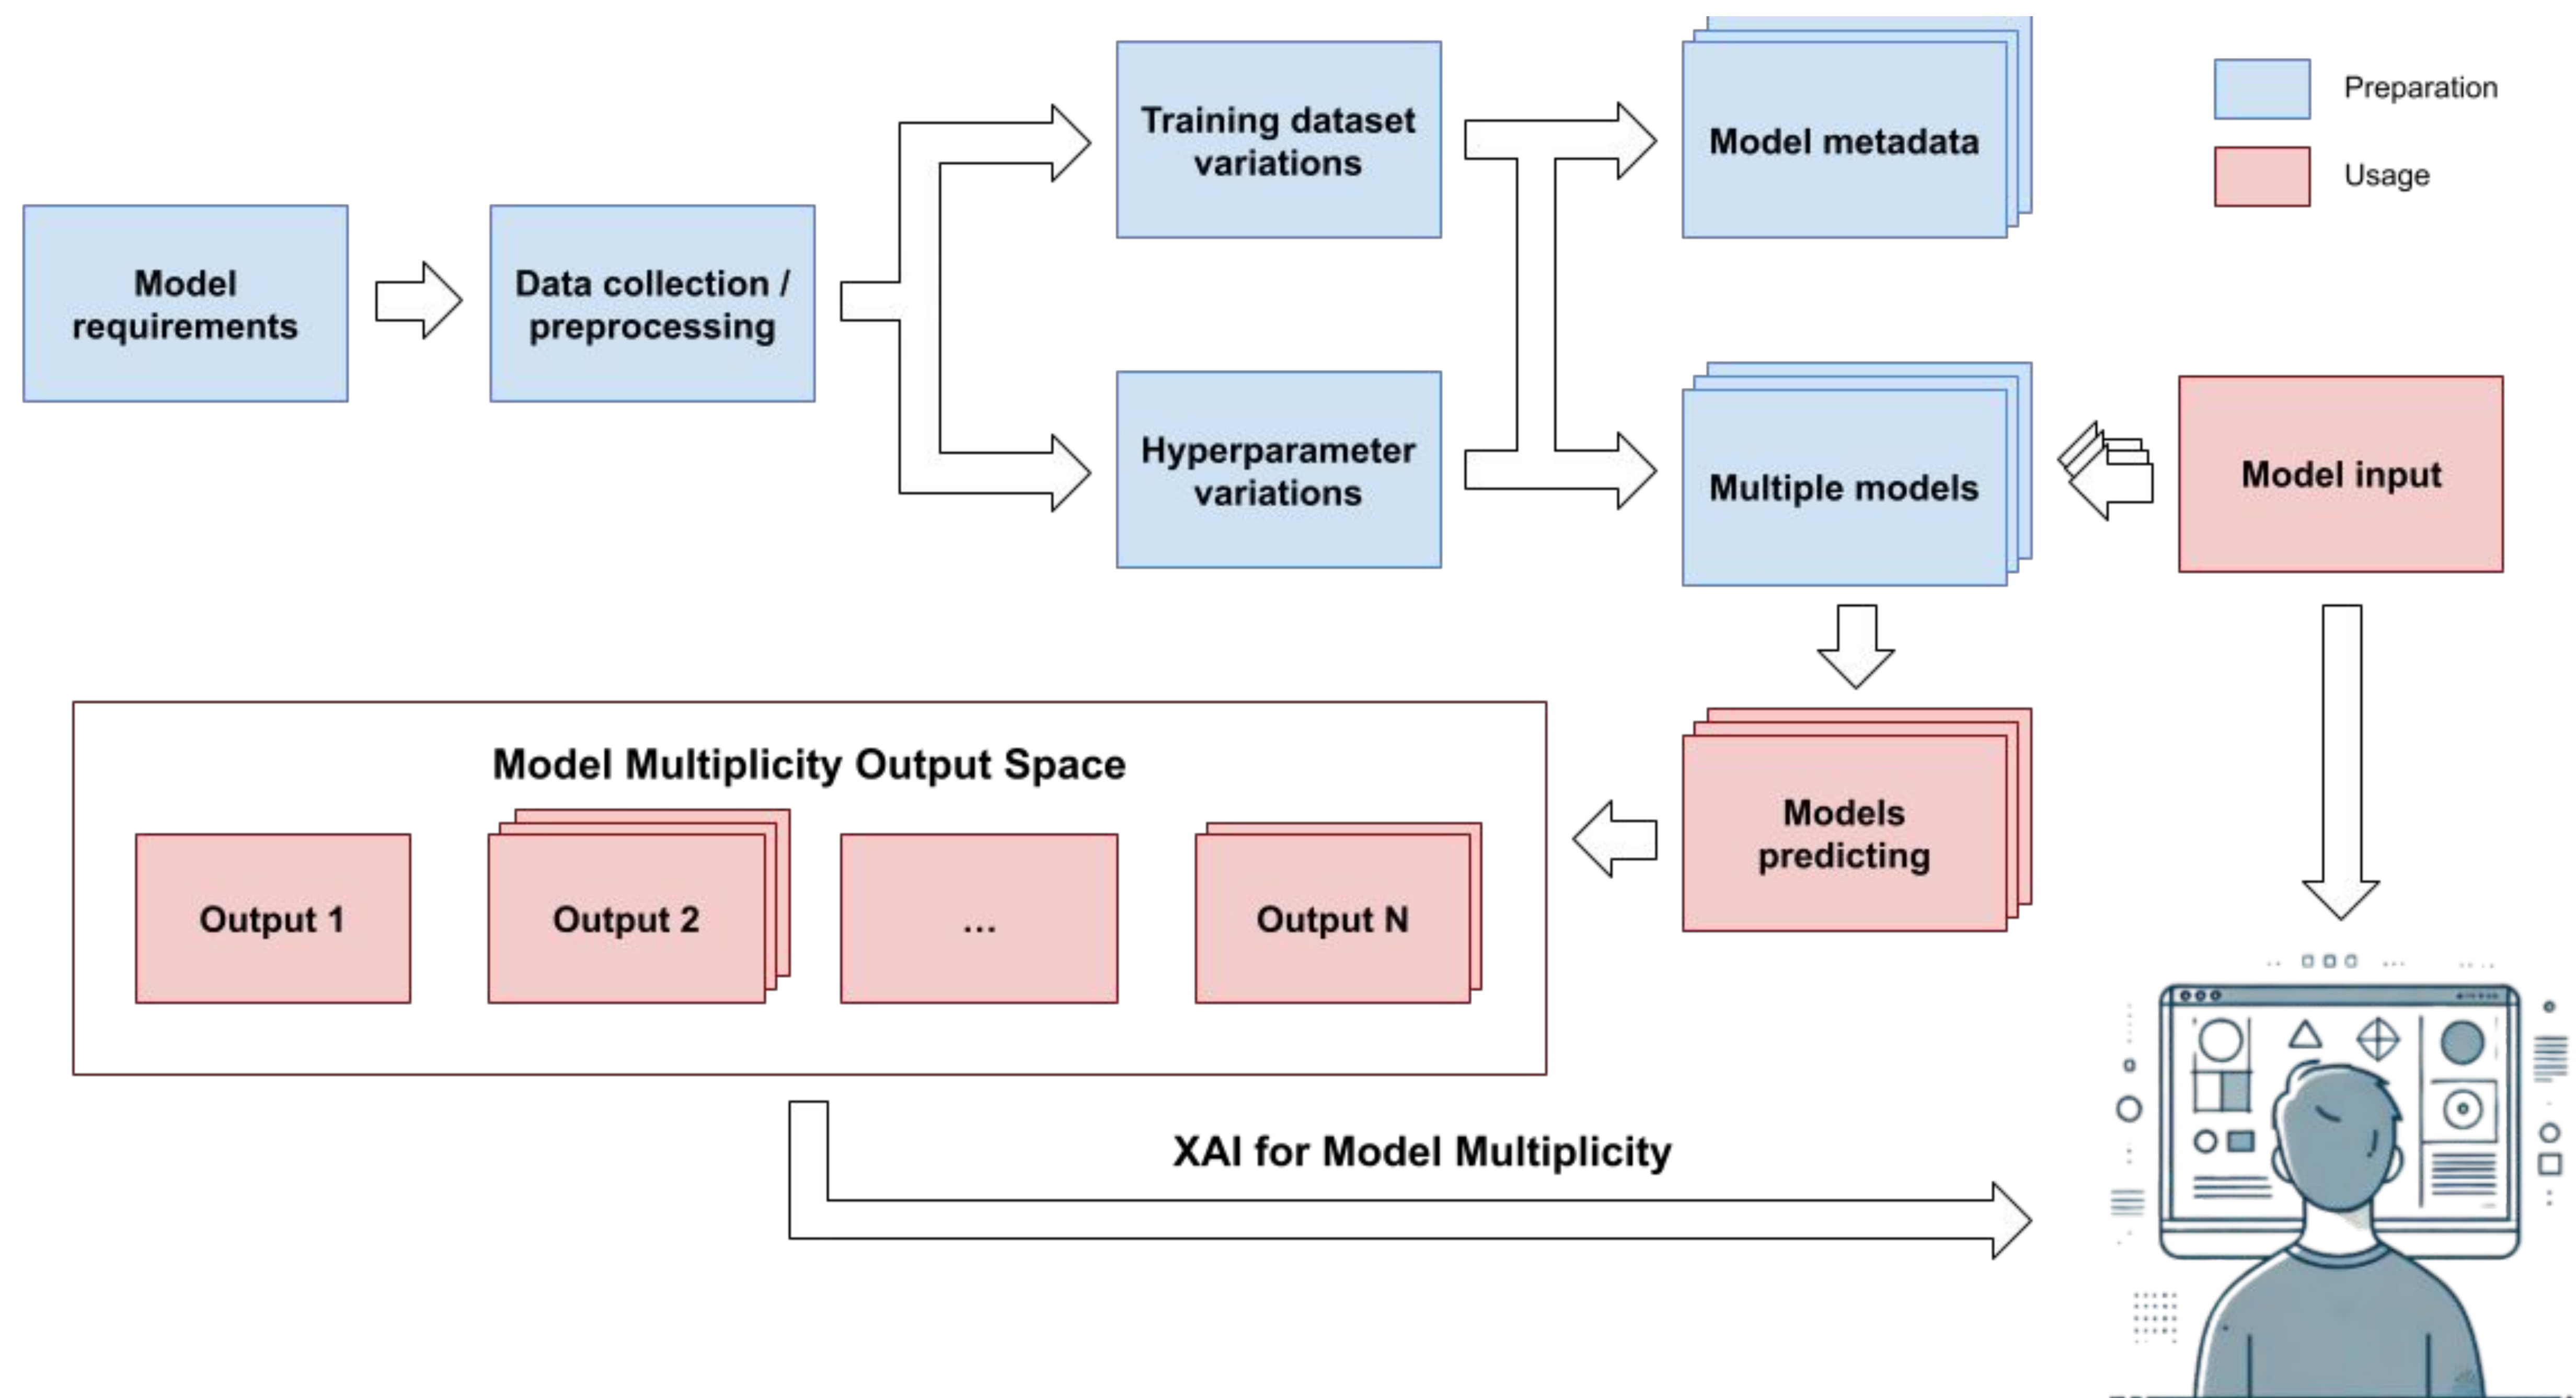 Training dataset
variations
Model metadata
Preparation
Usage
Model
requirements
Data collection /
preprocessing
Hyperparameter
variations
Multiple models
Model input
Model Multiplicity Output Space
Models
predicting
Output 1
Output 2
...
Output N
XAI for Model Multiplicity